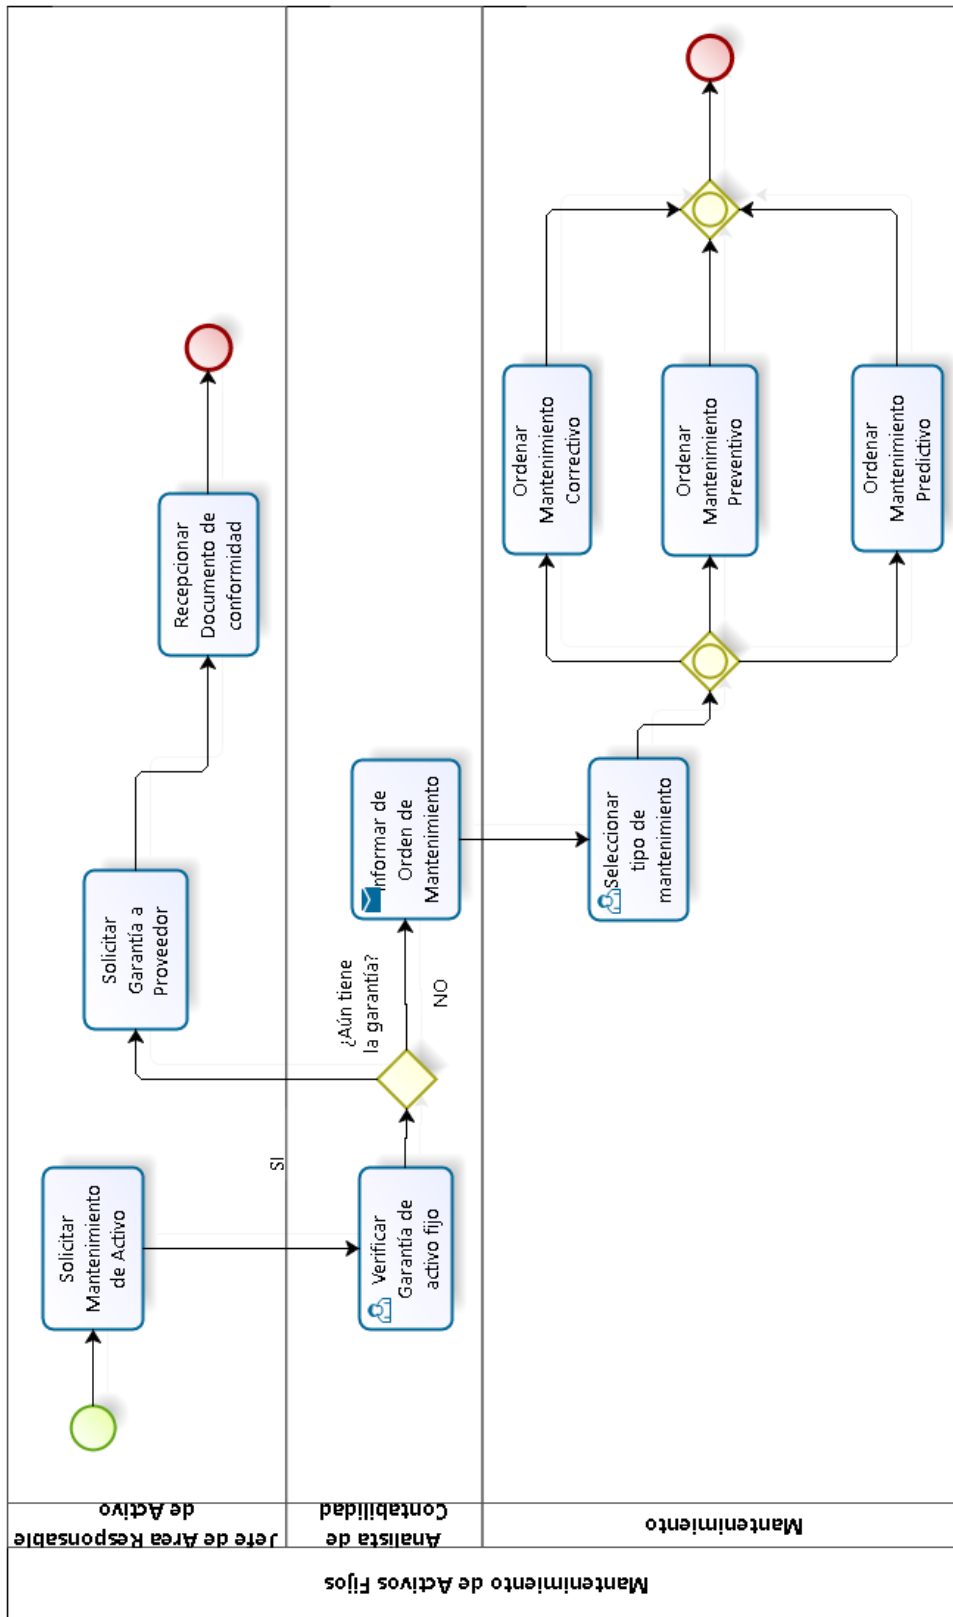 Mantenimiento de Activos Fijos
Jefe de Area Responsable
de Activo
Solicitar
Mantenimiento
de Activo
Solicitar
Garantía a
Proveedor
Recepcionar
Documento de
conformidad
SI
Analista de
Contabilidad
Verificar
Garantía de
activo fijo
¿Aún tiene
la garantía?
NO
Informar de
Orden de
Mantenimiento
Mantenimiento
Seleccionar
tipo de
mantenimiento
Ordenar
Mantenimiento
Correctivo
Ordenar
Mantenimiento
Preventivo
Ordenar
Mantenimiento
Predictivo